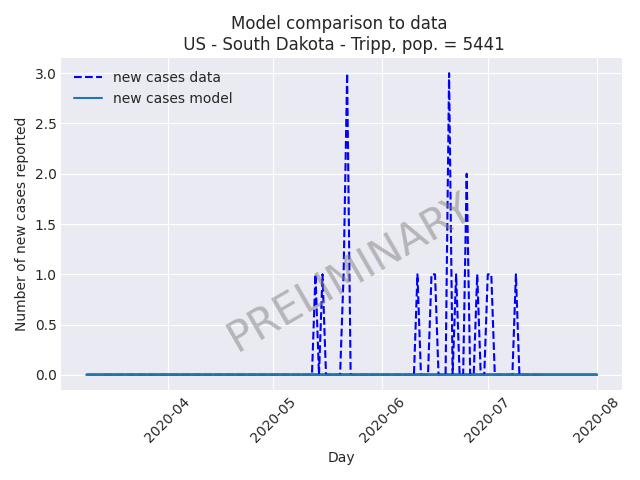 Model comparison to data
US - South Dakota - Tripp, pop. = 5441
new cases data
new cases model
Number of new cases reported
3.0
2.5
2.0
1.5
1.0
0.5
0.0
PRELIMINARY
2020-04
2020-05
2020-06
2020-07
2020-08
Day